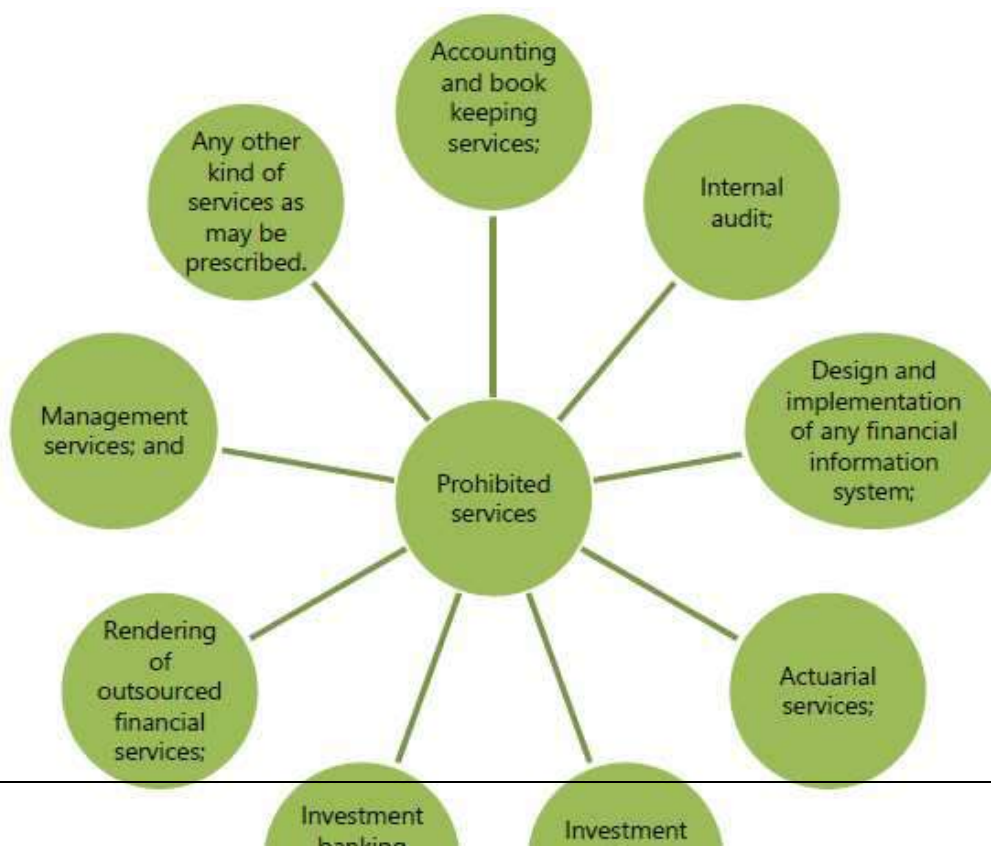 Accounting
and book
keeping
services;
Internal
audit;
Design and
implementation
of any financial
information
system;
Actuarial
services;
Investment
Investment
banking
Rendering
of
outsourced
financial
services;
Management
services; and
Any other
kind of
services as
may be
prescribed.
Prohibited
services